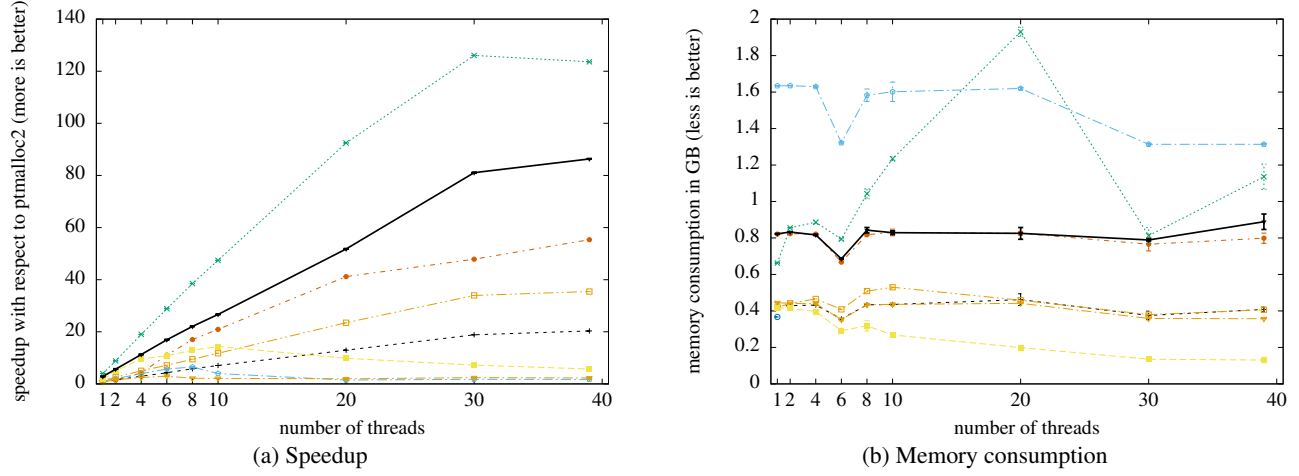 speedup with respect to ptmalloc2 (more is better)
140
120
100
80
60
40
20
0
1 2 4 6 8 10 20 30 40
number of threads
(a) Speedup
memory consumption in GB (less is better)
2
1.8
1.6
1.4
1.2
1
0.8
0.6
0.4
0.2
0
1 2 4 6 8 10 20 30 40
number of threads
(b) Memory consumption